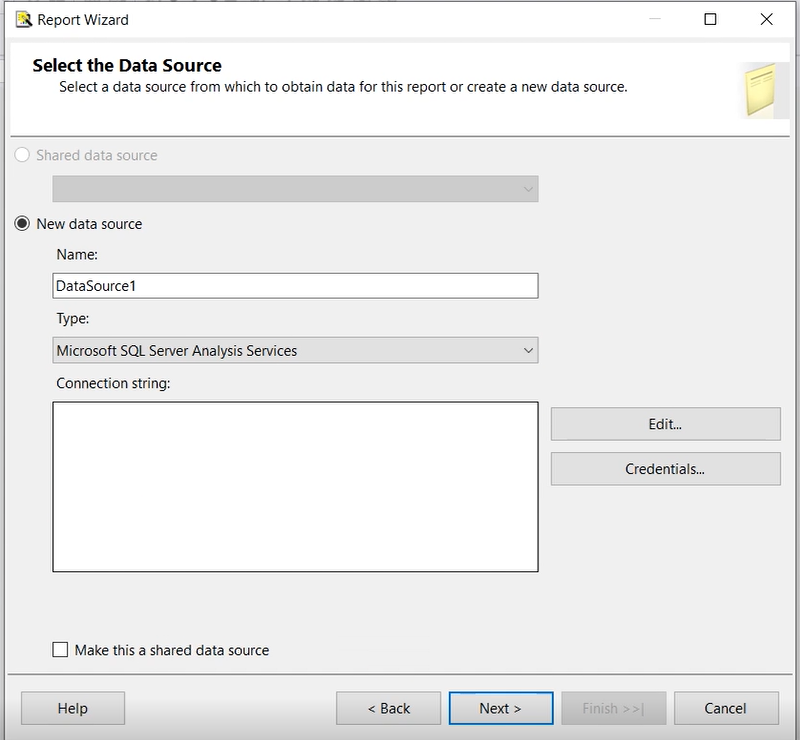 Report Wizard
Select the Data Source
Select a data source from which to obtain data for this report or create a new data source.
Shared data source
New data source
Name:
DataSource1
Type:
Microsoft SQL Server Analysis Services
Connection string:
Edit...
Credentials...
Make this a shared data source
Help
< Back
Next >
Finish >>|
Cancel